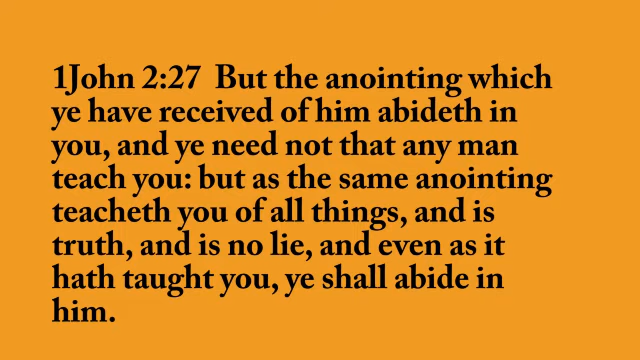 1John 2:27  But the anointing which
ye have received of him abideth in
you, and ye need not that any man
teach you: but as the same anointing
teacheth you of all things, and is
truth, and is no lie, and even as it
hath taught you, ye shall abide in
him.